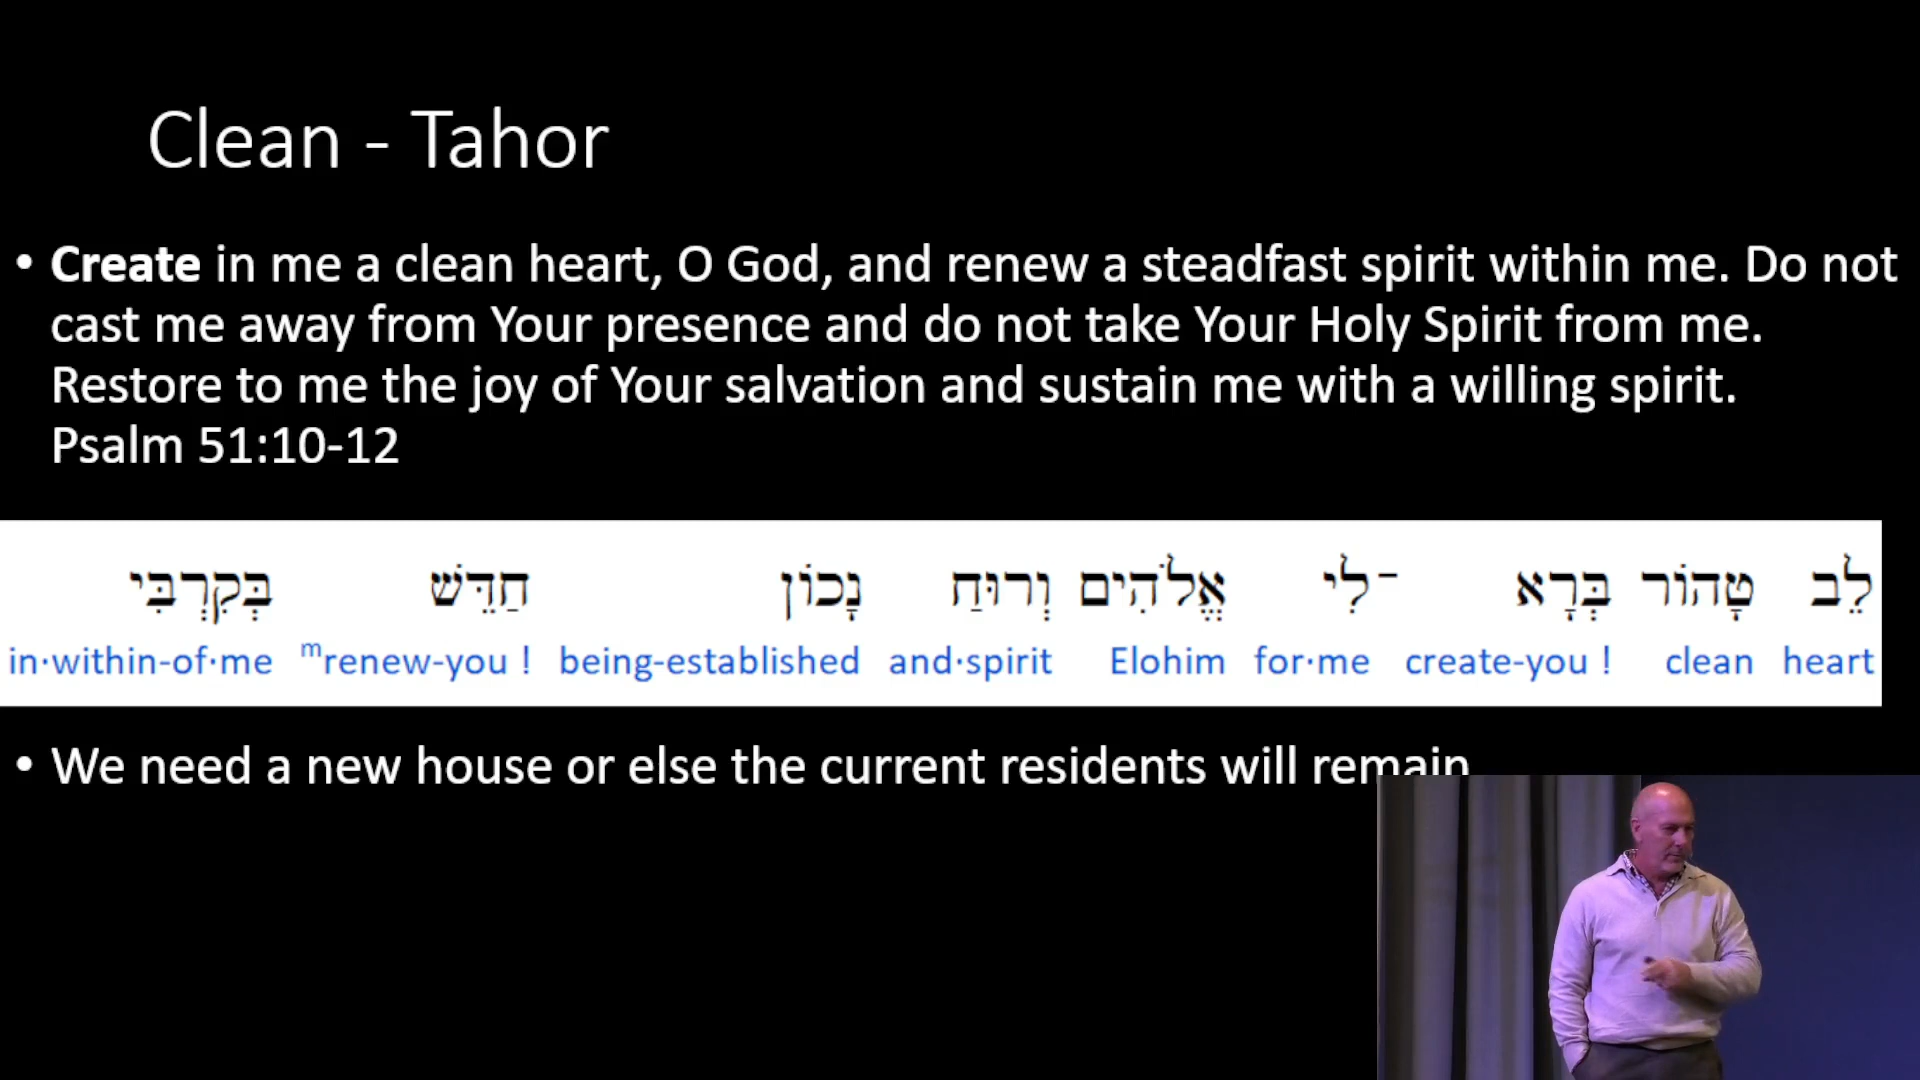 Clean - Tahor
• Create in me a clean heart, O God, and renew a steadfast spirit within me. Do not
cast me away from Your presence and do not take Your Holy Spirit from me.
Restore to me the joy of Your salvation and sustain me with a willing spirit.
Psalm 51:10-12
לֵב טָהוֹר בְּרָא ־לִי אֱלֹהִים וְרוּחַ נָכוֹן חַדֵּשׁ בְּקִרְבִּי
in·within-of·me ᵐrenew-you ! being-established and·spirit Elohim for·me create-you ! clean heart
• We need a new house or else the current residents will remain